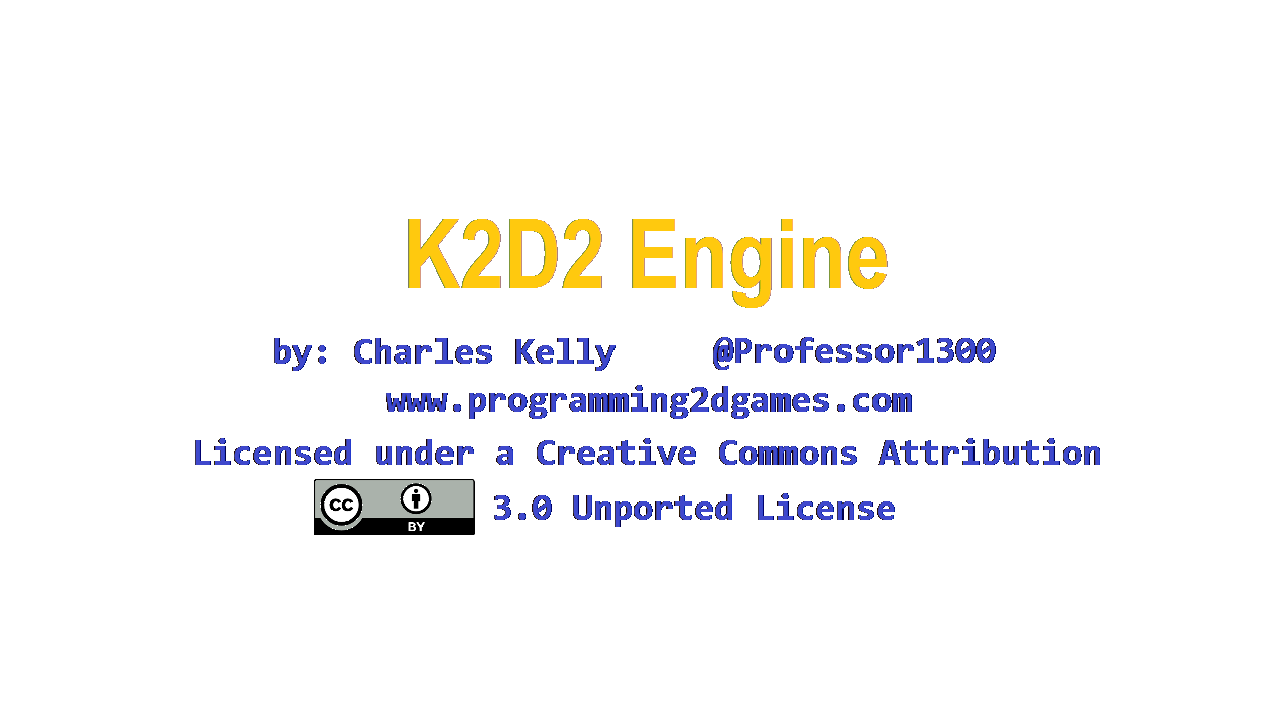 K2D2 Engine
by: Charles Kelly @Professor1300
www.programming2dgames.com
Licensed under a Creative Commons Attribution
CC BY 3.0 Unported License